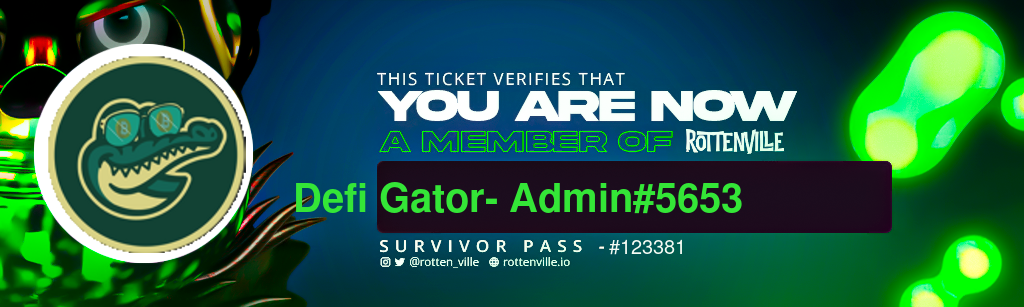 THIS TICKET VERIFIES THAT
YOU ARE NOW
A MEMBER OF ROTTENVILLE
Defi Gator- Admin#5653
SURVIVOR PASS - #123381
@rotten_ville rottenville.io